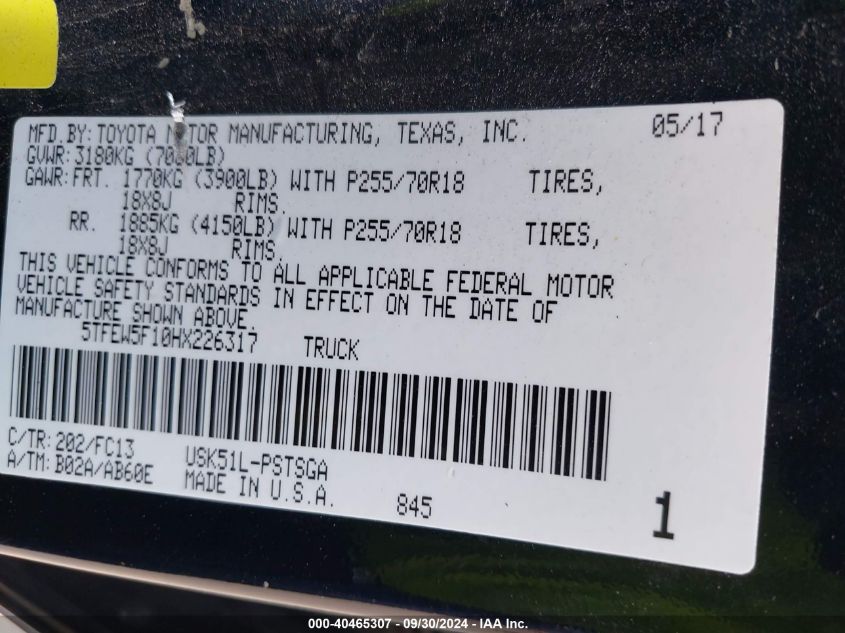 MFD. BY: TOYOTA MOTOR MANUFACTURING, TEXAS, INC. 05/17
GVWR: 3180KG (7000LB)
GAWR: FRT. 1770KG (3900LB) WITH P255/70R18 TIRES,
18X8J RIMS.
RR. 1885KG (4150LB) WITH P255/70R18 TIRES,
18X8J RIMS.
THIS VEHICLE CONFORMS TO ALL APPLICABLE FEDERAL MOTOR
VEHICLE SAFETY STANDARDS IN EFFECT ON THE DATE OF
MANUFACTURE SHOWN ABOVE.
5TFEW5F10HX226317 TRUCK
C/TR: 202/FC13
A/TM: B02A/AB60E
USK51L-PSTSGA
MADE IN U.S.A.
845
1
000-40465307 - 09/30/2024 - IAA Inc.